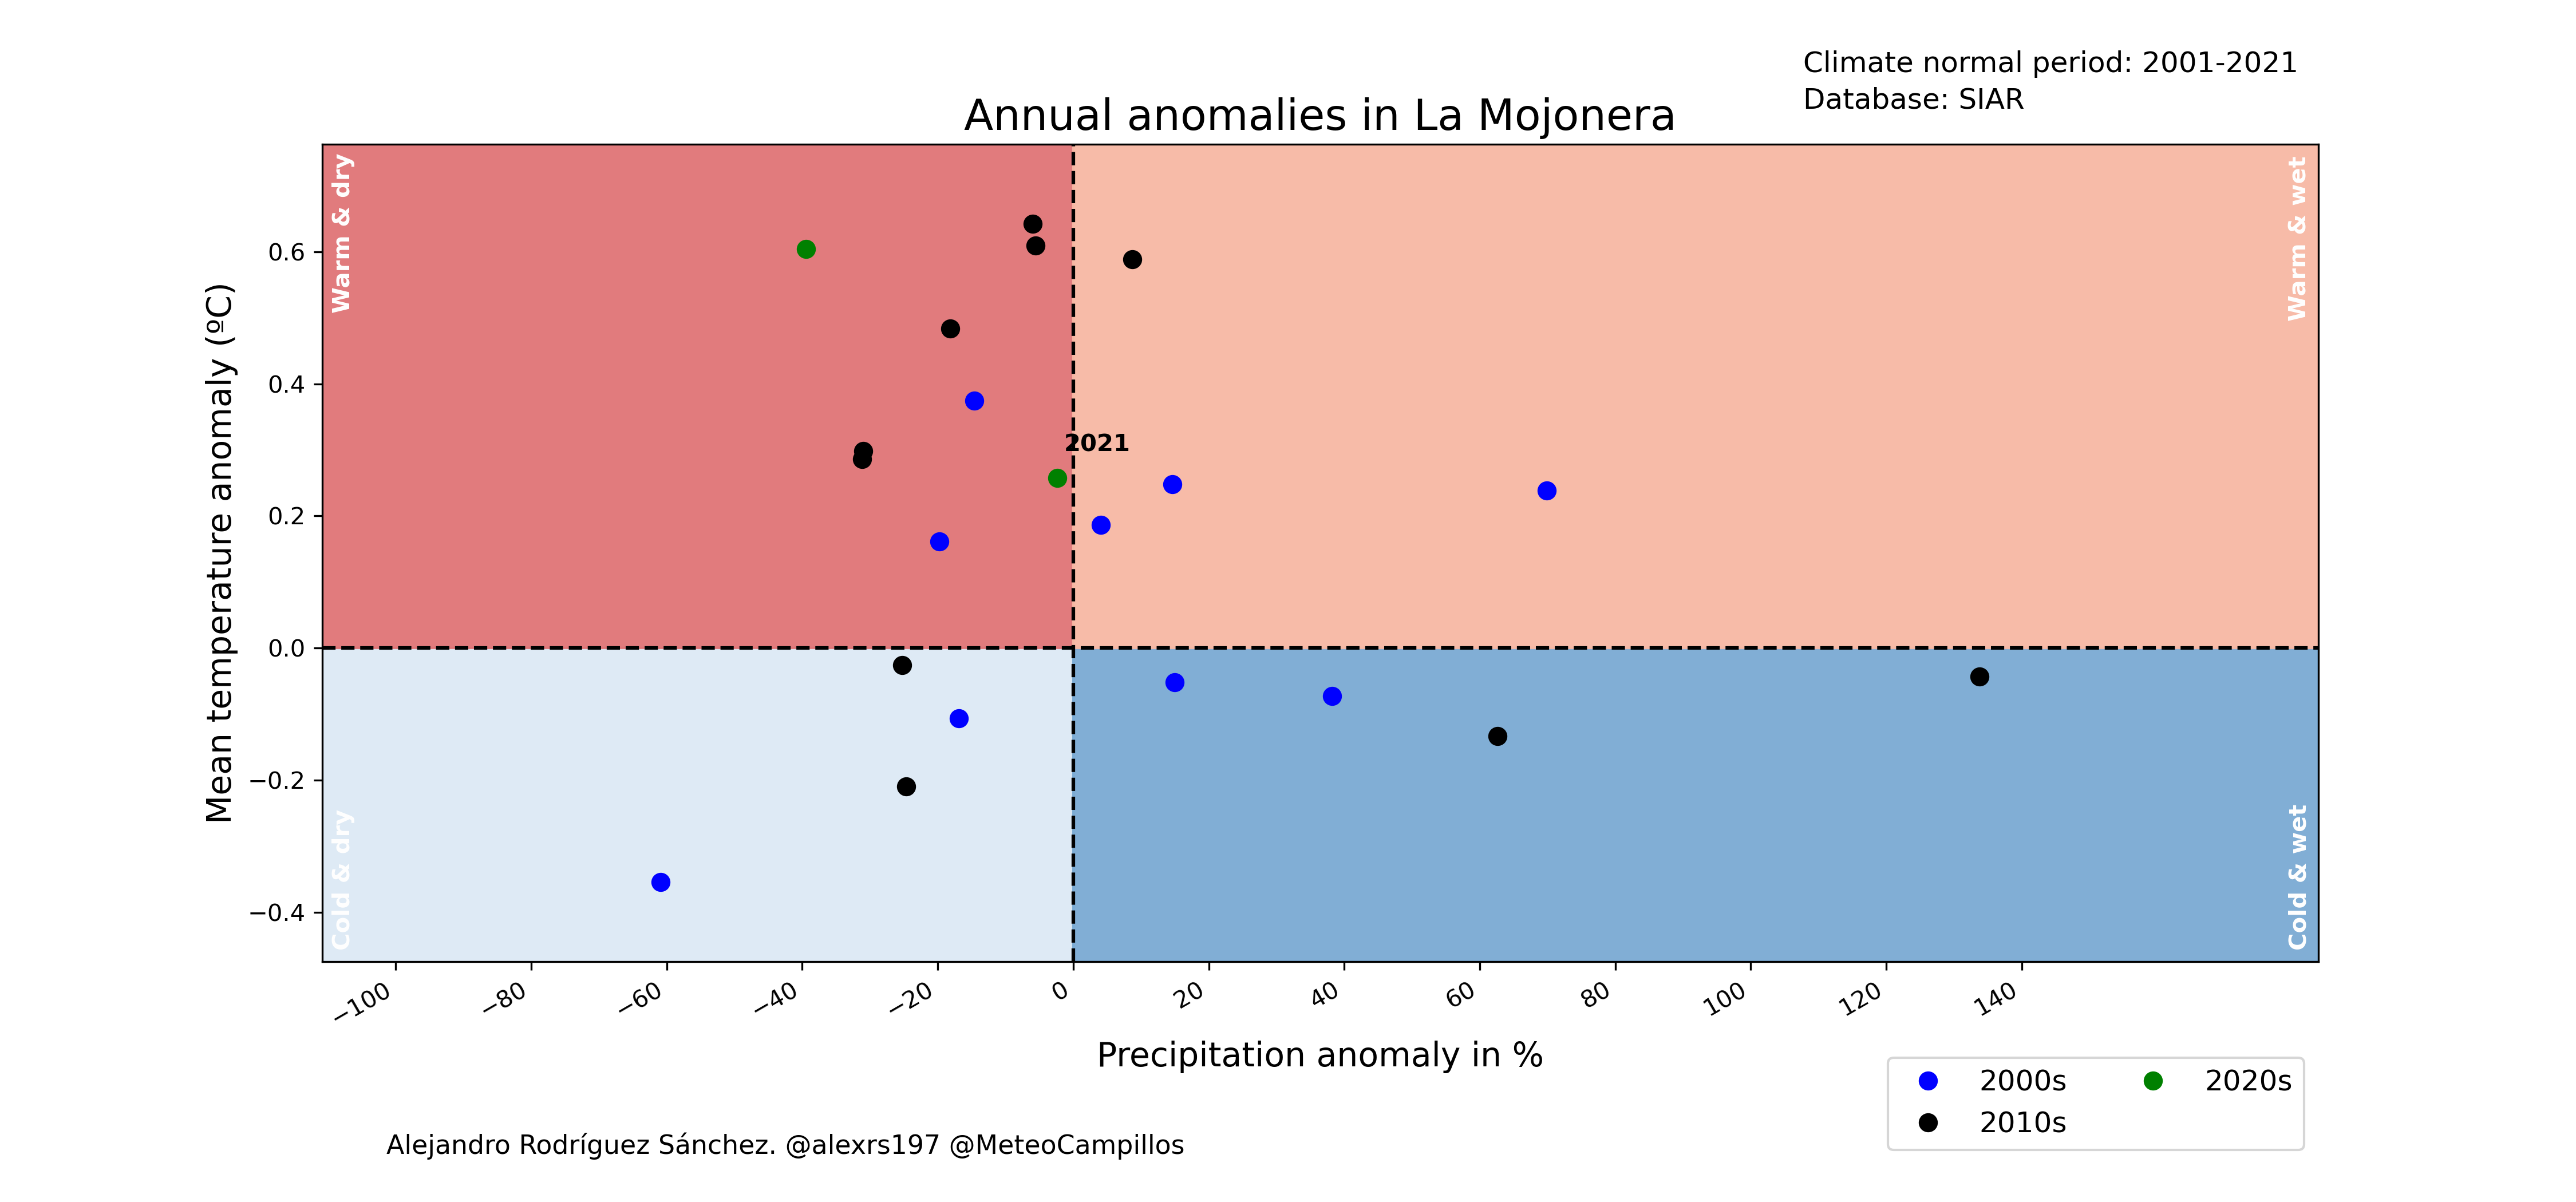 Climate normal period: 2001-2021
Database: SIAR
Annual anomalies in La Mojonera
Warm & dry
Warm & wet
Mean temperature anomaly (ºC)
0.6
0.4
0.2
0.0
−0.2
−0.4
2021
Cold & dry
Cold & wet
−100
−80
−60
−40
−20
0
20
40
60
80
100
120
140
Precipitation anomaly in %
2000s
2010s
2020s
Alejandro Rodríguez Sánchez. @alexrs197 @MeteoCampillos